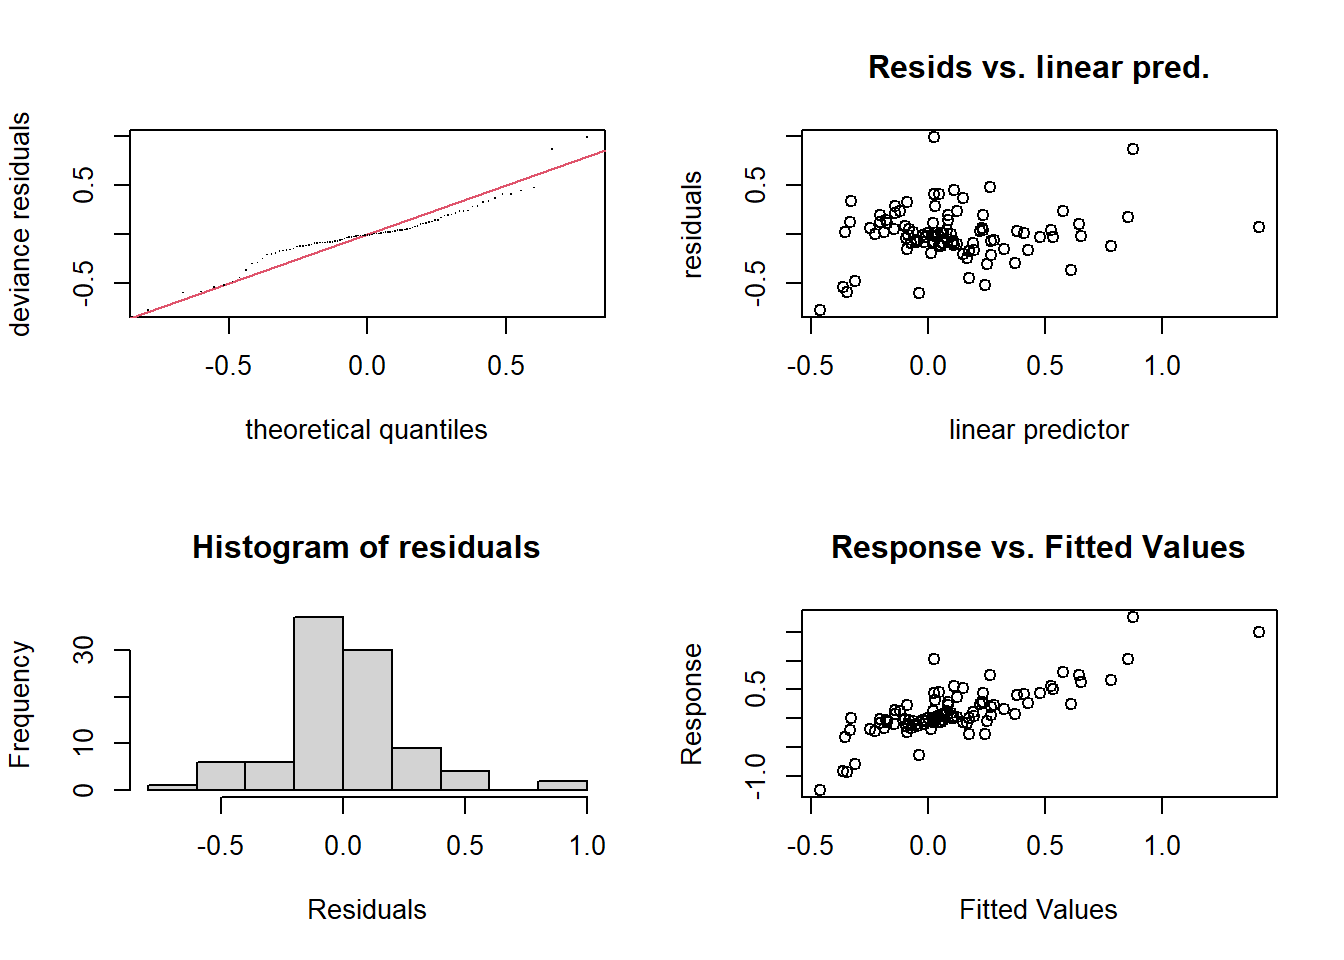 deviance residuals
0.5
-0.5
-0.5 0.0 0.5
theoretical quantiles
Resids vs. linear pred.
residuals
0.5
-0.5
-0.5 0.0 0.5 1.0
linear predictor
Histogram of residuals
Frequency
30
10
0
-0.5 0.0 0.5 1.0
Residuals
Response vs. Fitted Values
Response
0.5
-1.0
-0.5 0.0 0.5 1.0
Fitted Values